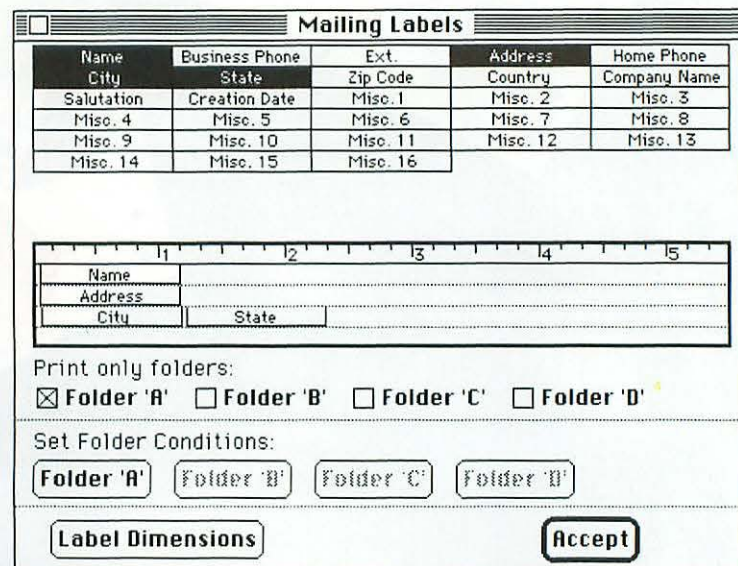 Mailing Labels
Name Business Phone Ext. Address Home Phone
City State Zip Code Country Company Name
Salutation Creation Date Misc. 1 Misc. 2 Misc. 3
Misc. 4 Misc. 5 Misc. 6 Misc. 7 Misc. 8
Misc. 9 Misc. 10 Misc. 11 Misc. 12 Misc. 13
Misc. 14 Misc. 15 Misc. 16
1 2 3 4 5
Name
Address
City State
Print only folders:
Folder 'A' Folder 'B' Folder 'C' Folder 'D'
Set Folder Conditions:
Folder 'A' Folder 'B' Folder 'C' Folder 'D'
Label Dimensions Accept